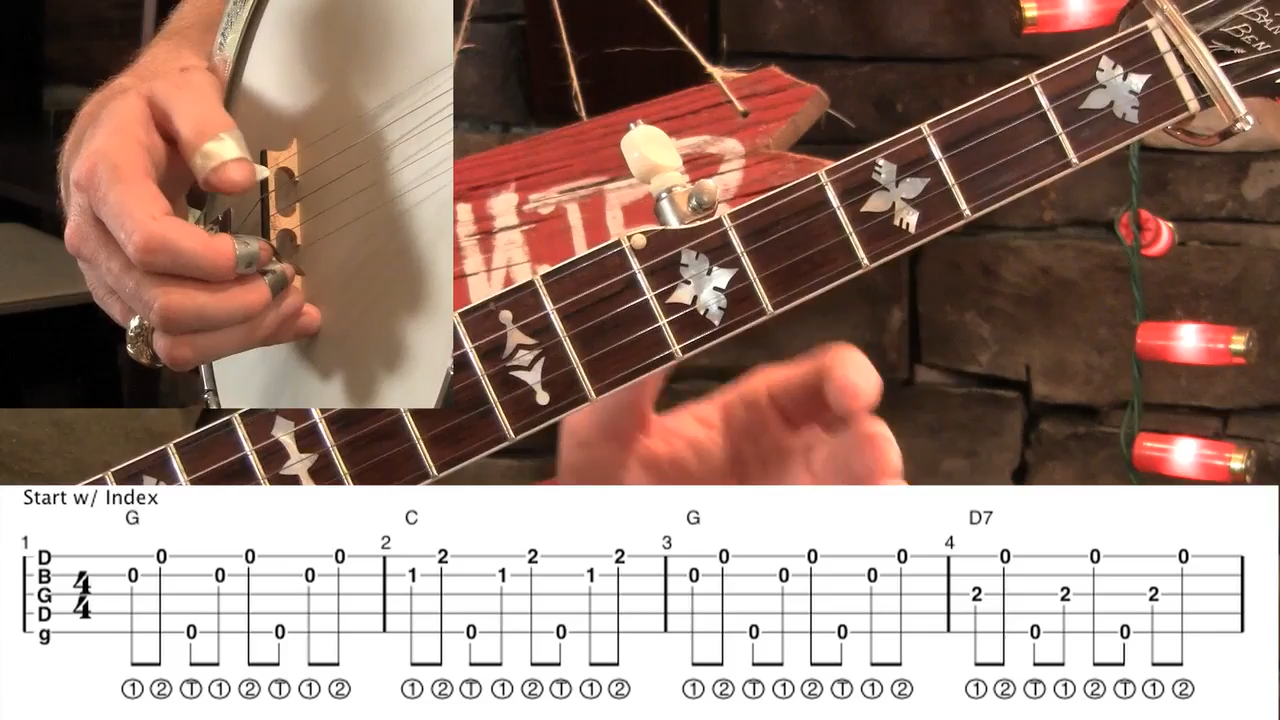 BEN
Start w/ Index
G C G D7
1 2 3 4
D 0 0 0 2 2 2 0 0 0 0 0 0
B 4 0 0 0 1 1 1 0 0 0
G 4 2 2 2
D
g 0 0 0 0 0 0 0 0
① ② Ⓣ ① ② Ⓣ ① ② ① ② Ⓣ ① ② Ⓣ ① ② ① ② Ⓣ ① ② Ⓣ ① ② ① ② Ⓣ ① ② Ⓣ ① ②